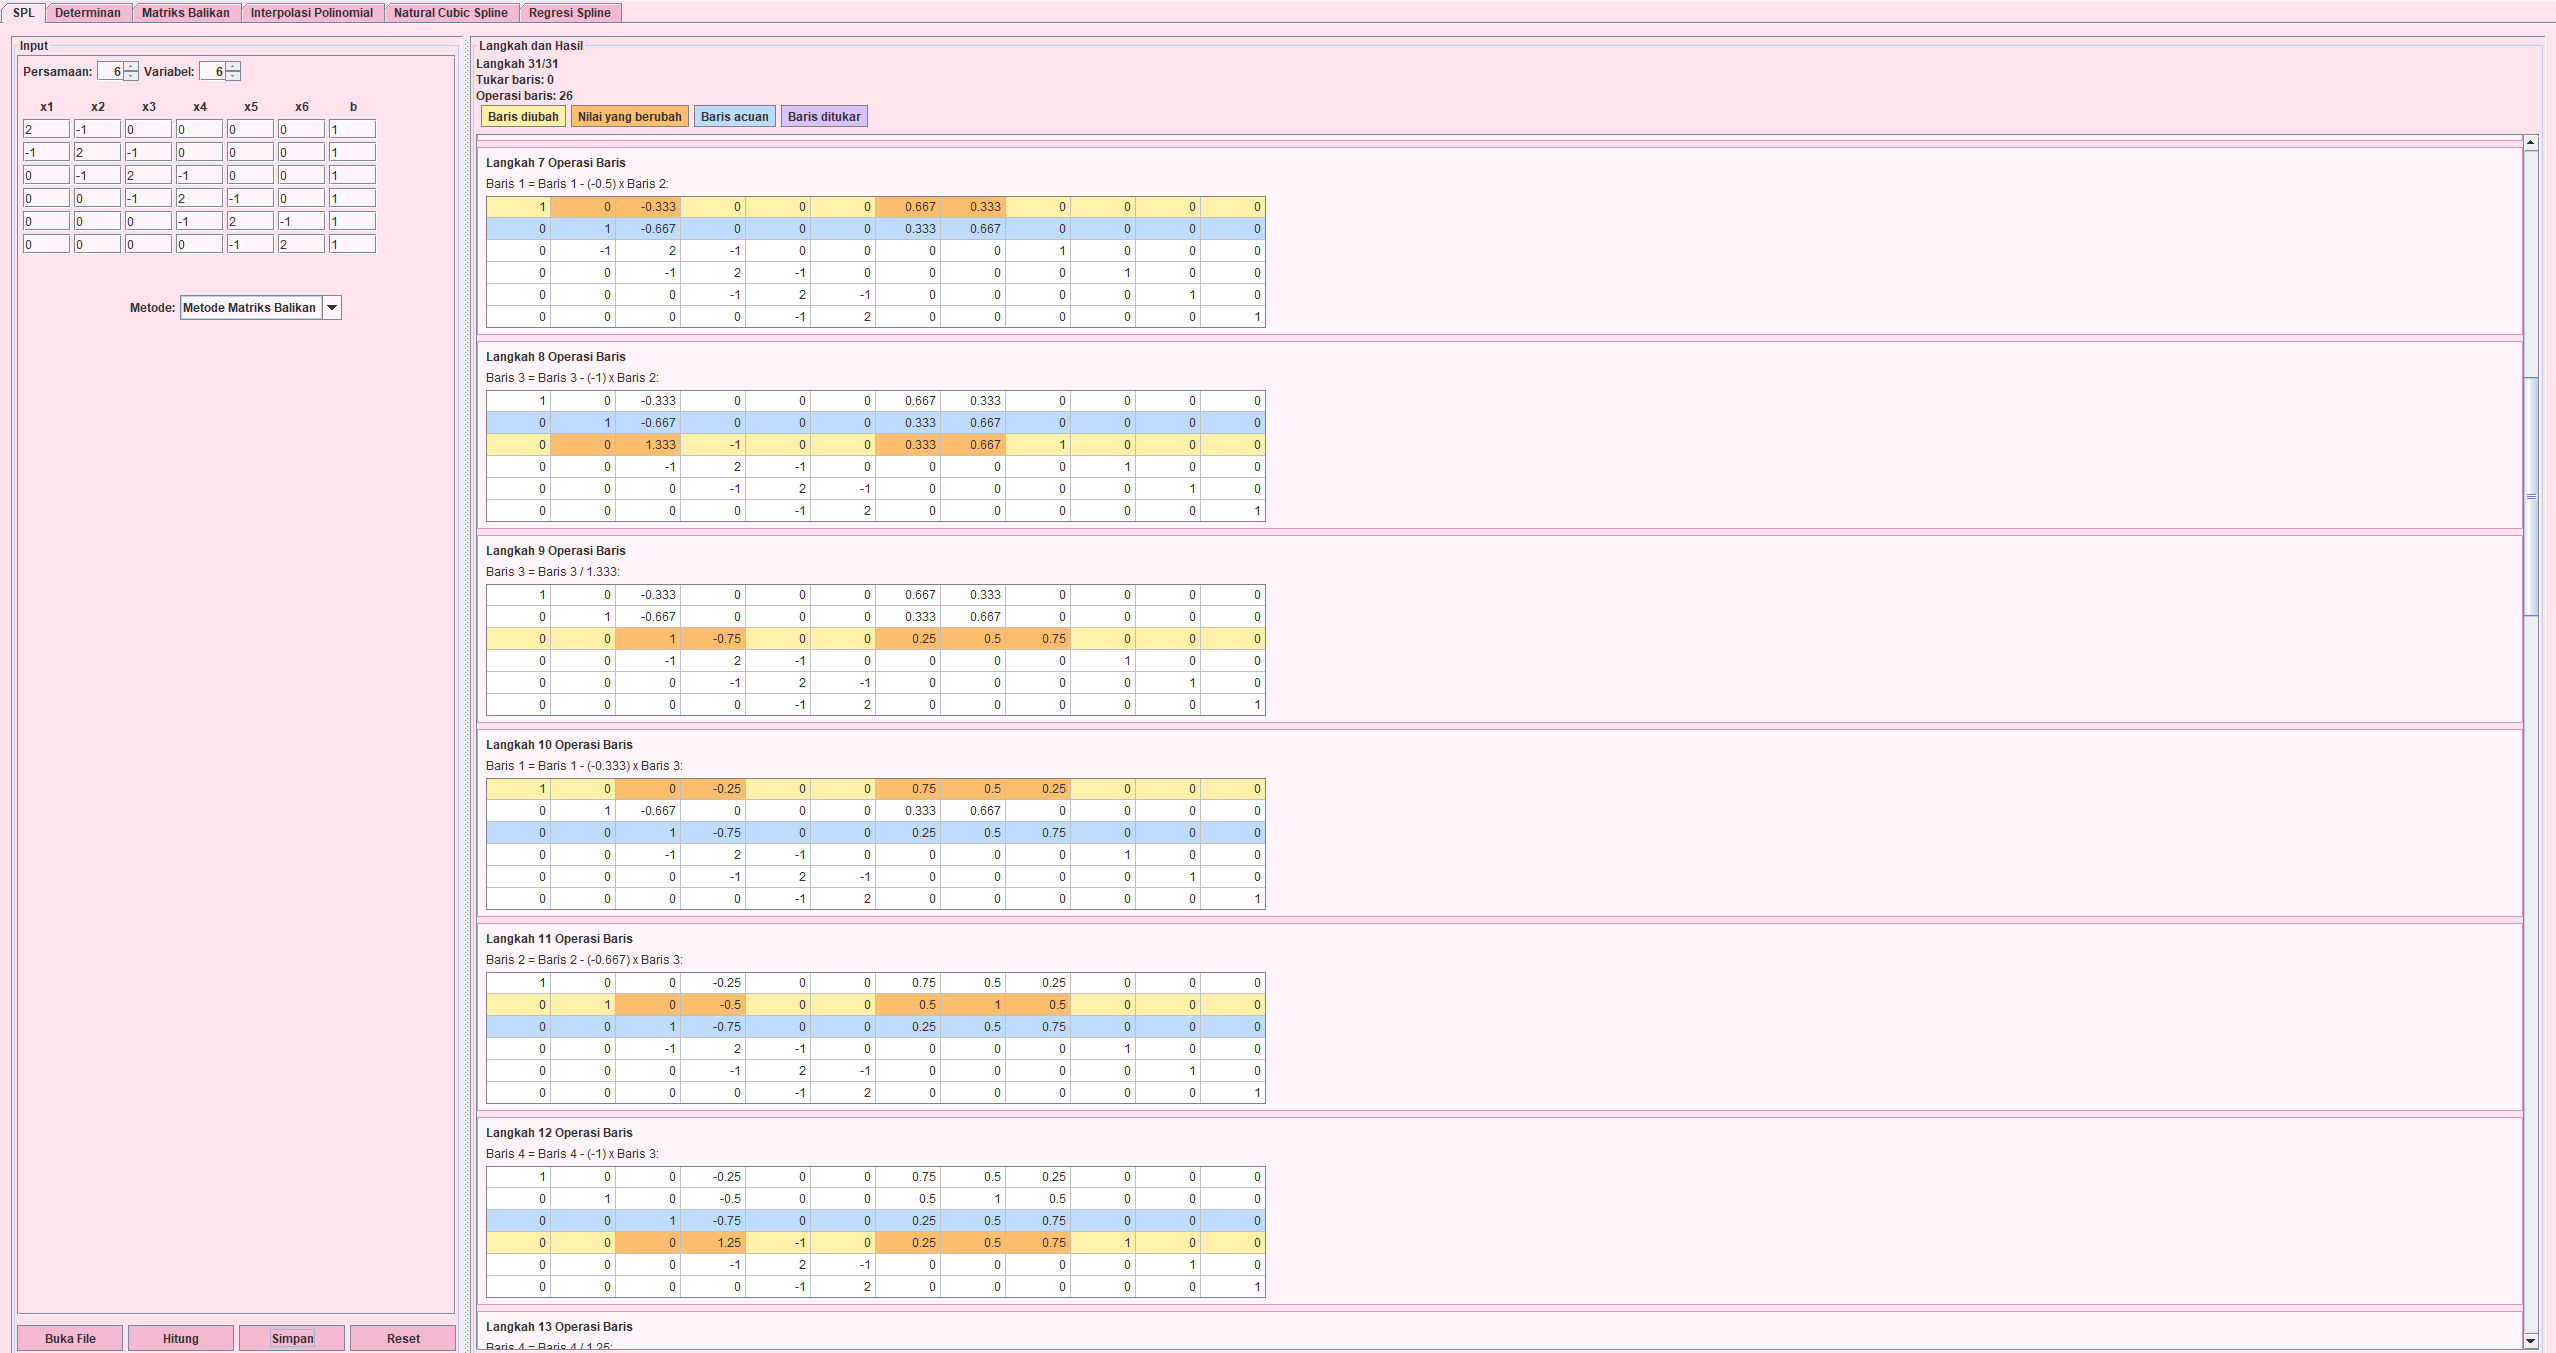 SPL Determinan Matriks Balikan Interpolasi Polinomial Natural Cubic Spline Regresi Spline
Input
Persamaan: 6 Variabel: 6
x1 x2 x3 x4 x5 x6 b
2 -1 0 0 0 0 1
-1 2 -1 0 0 0 1
0 -1 2 -1 0 0 1
0 0 -1 2 -1 0 1
0 0 0 -1 2 -1 1
0 0 0 0 -1 2 1
Metode: Metode Matriks Balikan
Buka File Hitung Simpan Reset
Langkah dan Hasil
Langkah 31/31
Tukar baris: 0
Operasi baris: 26
Baris diubah Nilai yang berubah Baris acuan Baris ditukar
Langkah 7 Operasi Baris
Baris 1 = Baris 1 - (-0.5) x Baris 2:
1 0 -0.333 0 0 0 0.667 0.333 0 0 0 0
0 1 -0.667 0 0 0 0.333 0.667 0 0 0 0
0 -1 2 -1 0 0 0 0 1 0 0 0
0 0 -1 2 -1 0 0 0 0 1 0 0
0 0 0 -1 2 -1 0 0 0 0 1 0
0 0 0 0 -1 2 0 0 0 0 0 1
Langkah 8 Operasi Baris
Baris 3 = Baris 3 - (-1) x Baris 2:
1 0 -0.333 0 0 0 0.667 0.333 0 0 0 0
0 1 -0.667 0 0 0 0.333 0.667 0 0 0 0
0 0 1.333 -1 0 0 0.333 0.667 1 0 0 0
0 0 -1 2 -1 0 0 0 0 1 0 0
0 0 0 -1 2 -1 0 0 0 0 1 0
0 0 0 0 -1 2 0 0 0 0 0 1
Langkah 9 Operasi Baris
Baris 3 = Baris 3 / 1.333:
1 0 -0.333 0 0 0 0.667 0.333 0 0 0 0
0 1 -0.667 0 0 0 0.333 0.667 0 0 0 0
0 0 1 -0.75 0 0 0.25 0.5 0.75 0 0 0
0 0 -1 2 -1 0 0 0 0 1 0 0
0 0 0 -1 2 -1 0 0 0 0 1 0
0 0 0 0 -1 2 0 0 0 0 0 1
Langkah 10 Operasi Baris
Baris 1 = Baris 1 - (-0.333) x Baris 3:
1 0 0 -0.25 0 0 0.75 0.5 0.25 0 0 0
0 1 -0.667 0 0 0 0.333 0.667 0 0 0 0
0 0 1 -0.75 0 0 0.25 0.5 0.75 0 0 0
0 0 -1 2 -1 0 0 0 0 1 0 0
0 0 0 -1 2 -1 0 0 0 0 1 0
0 0 0 0 -1 2 0 0 0 0 0 1
Langkah 11 Operasi Baris
Baris 2 = Baris 2 - (-0.667) x Baris 3:
1 0 0 -0.25 0 0 0.75 0.5 0.25 0 0 0
0 1 0 -0.5 0 0 0.5 1 0.5 0 0 0
0 0 1 -0.75 0 0 0.25 0.5 0.75 0 0 0
0 0 -1 2 -1 0 0 0 0 1 0 0
0 0 0 -1 2 -1 0 0 0 0 1 0
0 0 0 0 -1 2 0 0 0 0 0 1
Langkah 12 Operasi Baris
Baris 4 = Baris 4 - (-1) x Baris 3:
1 0 0 -0.25 0 0 0.75 0.5 0.25 0 0 0
0 1 0 -0.5 0 0 0.5 1 0.5 0 0 0
0 0 1 -0.75 0 0 0.25 0.5 0.75 0 0 0
0 0 0 1.25 -1 0 0.25 0.5 0.75 1 0 0
0 0 0 -1 2 -1 0 0 0 0 1 0
0 0 0 0 -1 2 0 0 0 0 0 1
Langkah 13 Operasi Baris
Baris 4 = Baris 4 / 1.25: